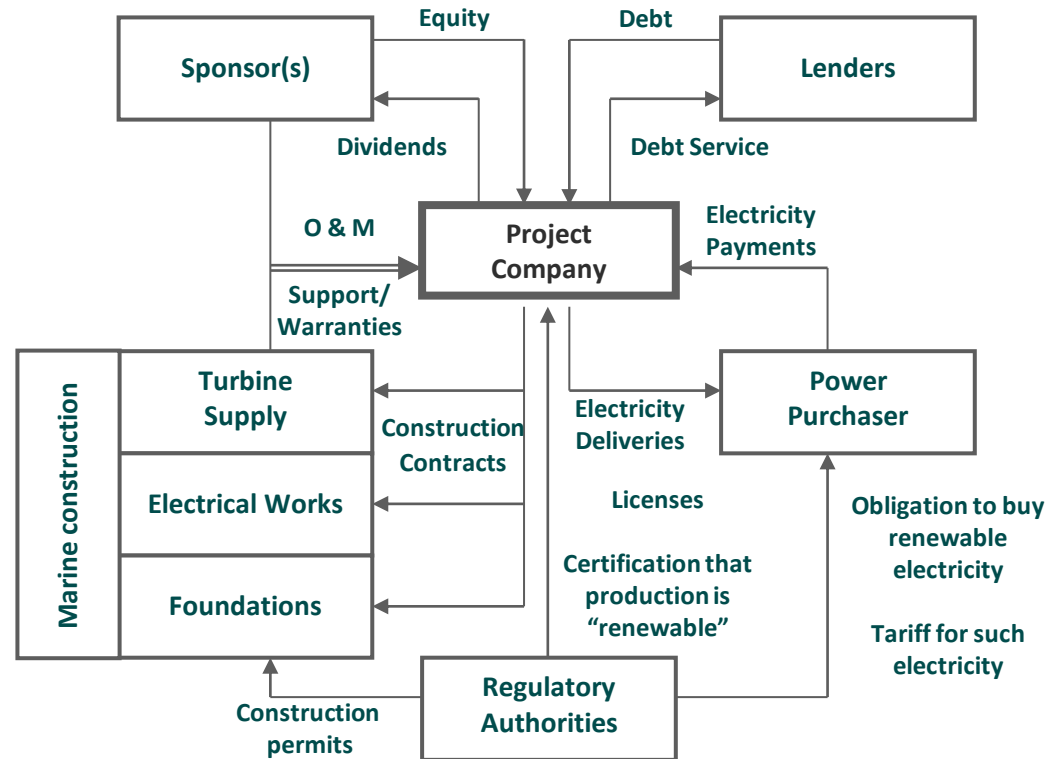 Equity
Debt
Sponsor(s)
Lenders
Dividends
Debt Service
O & M
Project
Company
Electricity
Payments
Support/
Warranties
Marine construction
Turbine
Supply
Construction
Contracts
Electricity
Deliveries
Power
Purchaser
Electrical Works
Licenses
Obligation to buy
renewable
electricity
Foundations
Certification that
production is
“renewable”
Tariff for such
electricity
Construction
permits
Regulatory
Authorities